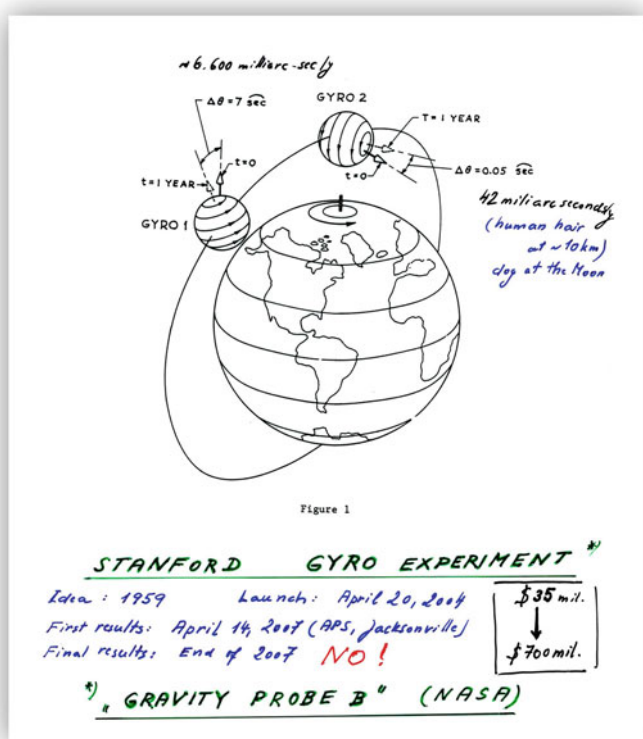 ~6.600 miliarc-sec/y
Δθ = 7 sec
GYRO 2
T = 1 YEAR
t=0
t=0
Δθ = 0.05 sec
t = 1 YEAR
GYRO 1
42 miliarcseconds/y
(human hair
at ~10km)
dog at the Moon
Figure 1
STANFORD GYRO EXPERIMENT *)
Idea : 1959 Launch: April 20, 2004
First results: April 14, 2007 (APS, Jacksonville)
Final results: End of 2007 NO!
$35 mil.
↓
$700 mil.
*) „GRAVITY PROBE B" (NASA)